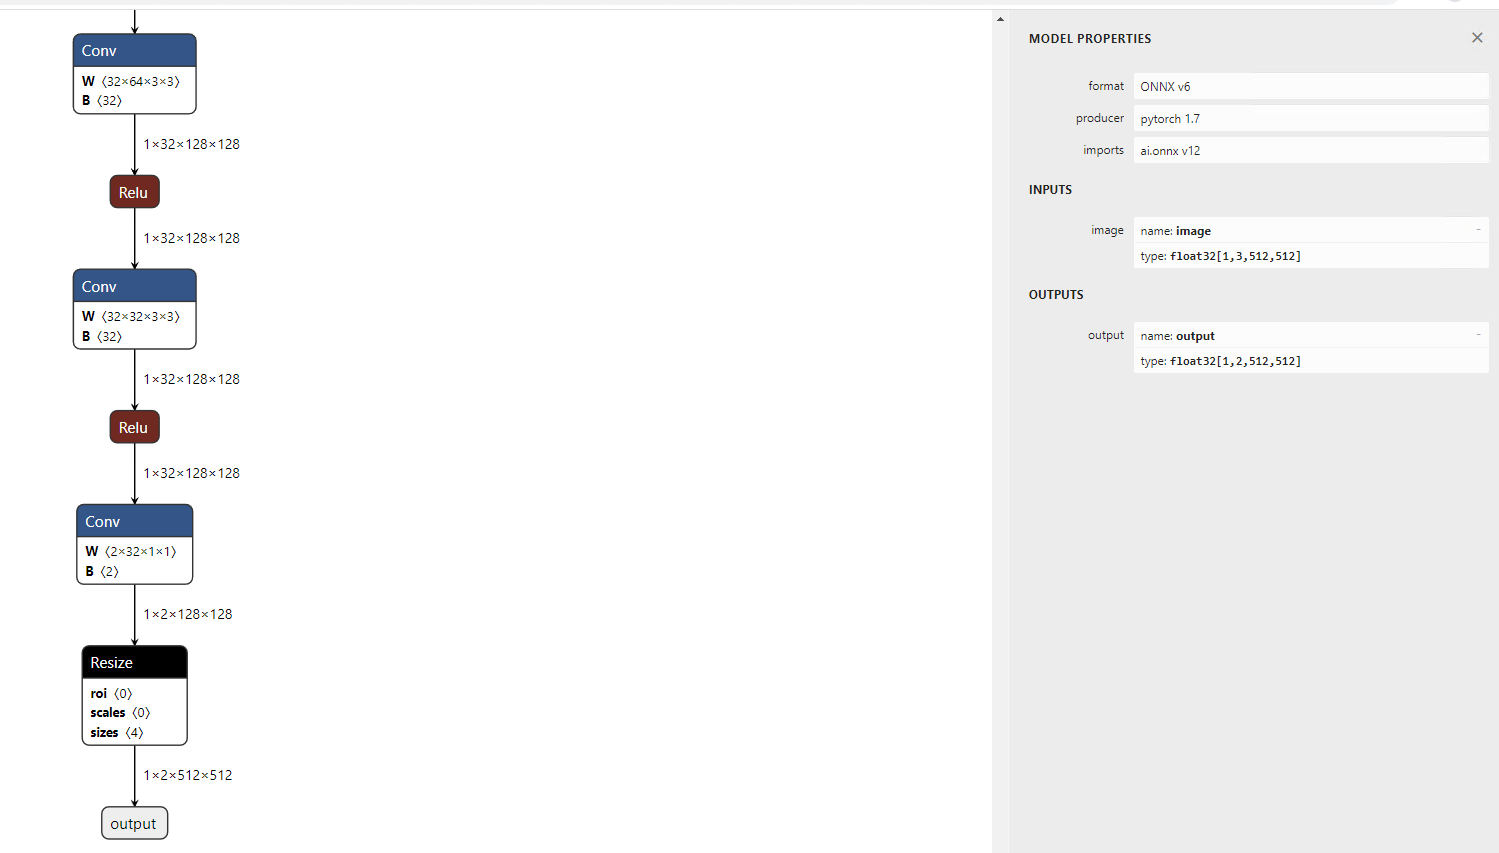 Conv
W 〈32×64×3×3〉
B 〈32〉
1×32×128×128
Relu
1×32×128×128
Conv
W 〈32×32×3×3〉
B 〈32〉
1×32×128×128
Relu
1×32×128×128
Conv
W 〈2×32×1×1〉
B 〈2〉
1×2×128×128
Resize
roi 〈0〉
scales 〈0〉
sizes 〈4〉
1×2×512×512
output
MODEL PROPERTIES
format ONNX v6
producer pytorch 1.7
imports ai.onnx v12
INPUTS
image name: image
type: float32[1,3,512,512]
OUTPUTS
output name: output
type: float32[1,2,512,512]